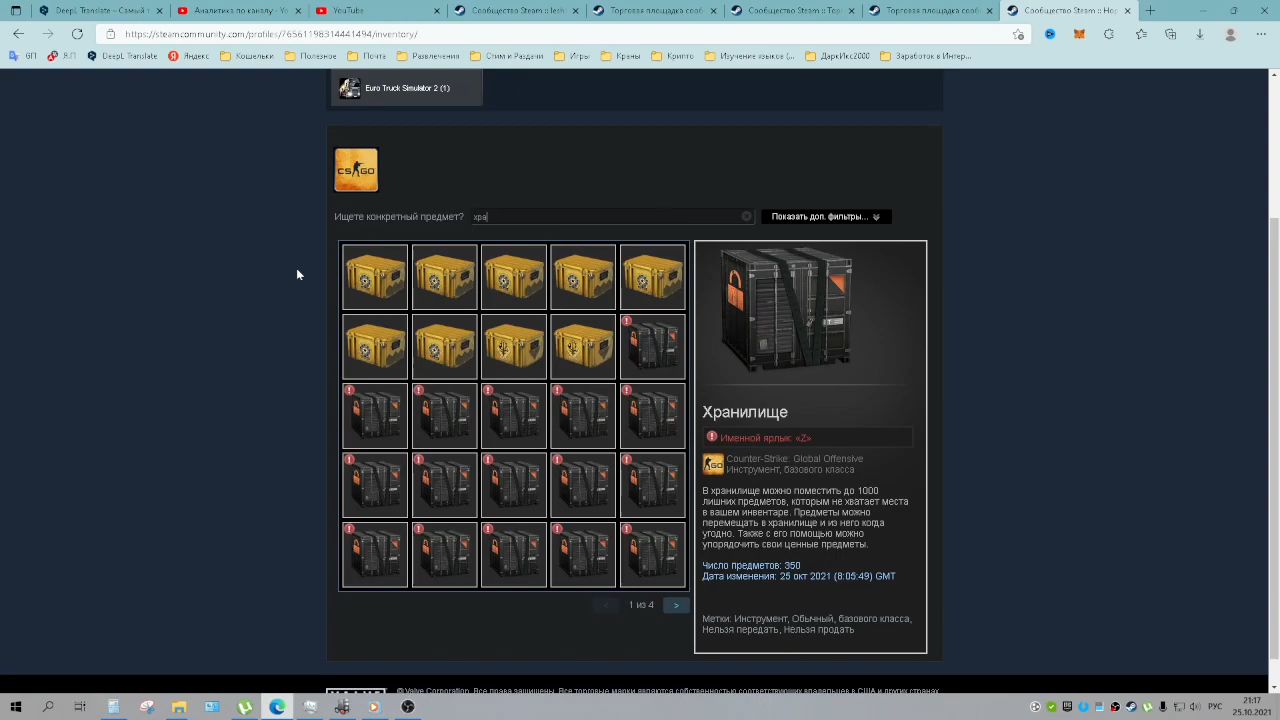 DeepL Translate — Самый
Аналитика по каналу - Yo
YouTube
Сообщество Steam ::
Торговая площадка сооб
Сообщество Steam ::
Торговая площадка сооб
Сообщество Steam ::
https://steamcommunity.com/profiles/65611983144141494/inventory/
G|П
Я.П
DeepL Translate
Яндекс
Кошельки
Почта
Развлечения
Стим и Раздачи
Игры
Краны
Крипто
Изучение языков (...
ДаркИкс2000
Заработок в Интер...
Euro Truck Simulator 2 (1)
CS GO
Ищете конкретный предмет?
хра
Показать доп. фильтры...
Хранилище
Именной ярлык: «Z»
GO
Counter-Strike: Global Offensive
Инструмент, базового класса
В хранилище можно поместить до 1000
лишних предметов, которым не хватает места
в вашем инвентаре. Предметы можно
перемещать в хранилище и из него когда
угодно. Также с его помощью можно
упорядочить свои ценные предметы.
Число предметов: 350
Дата изменения: 25 окт 2021 (8:05:49) GMT
< 1 из 4 >
Метки: Инструмент, Обычный, базового класса,
Нельзя передать, Нельзя продать
© Valve Corporation. Все права защищены. Все торговые марки являются собственностью соответствующих владельцев в США и других странах.
РУС
21:17
25.10.2021